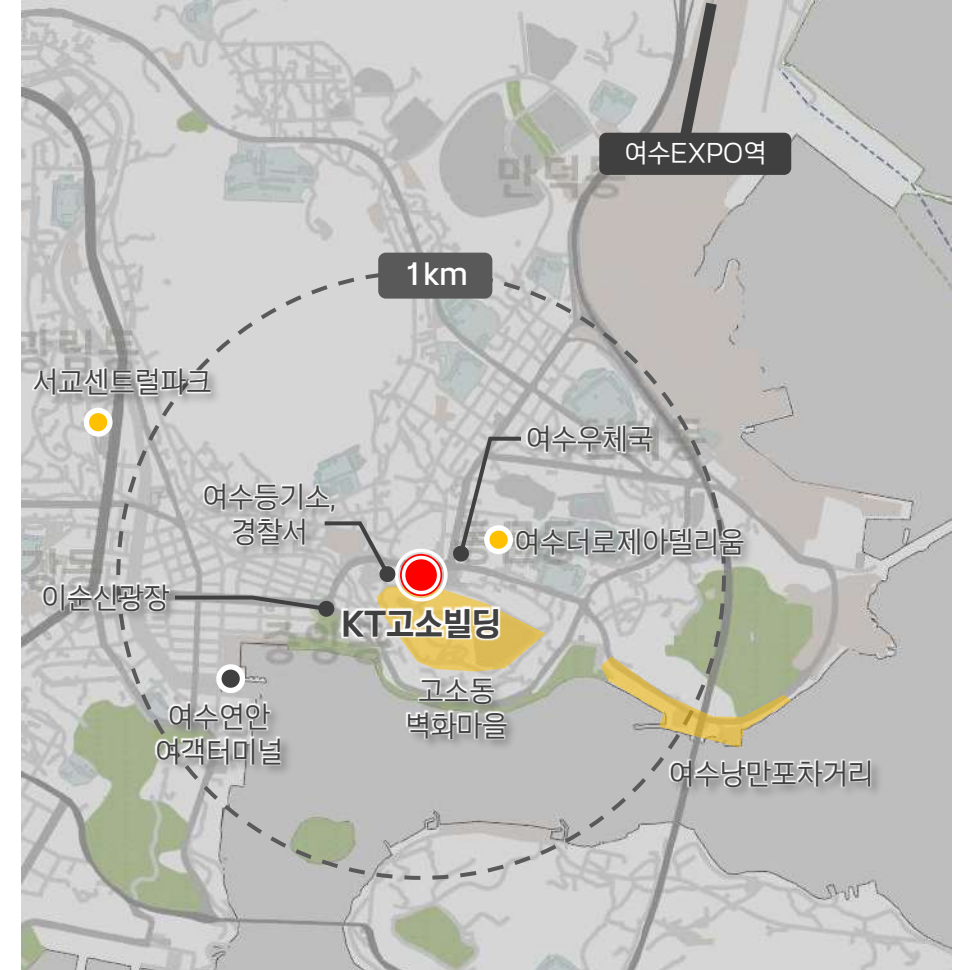 여수EXPO역
만덕동
1km
광림동
서교센트럴파크
여수우체국
여수등기소,
경찰서
여수더로제아델리움
이순신광장
KT고소빌딩
고소동
벽화마을
여수연안
여객터미널
여수낭만포차거리